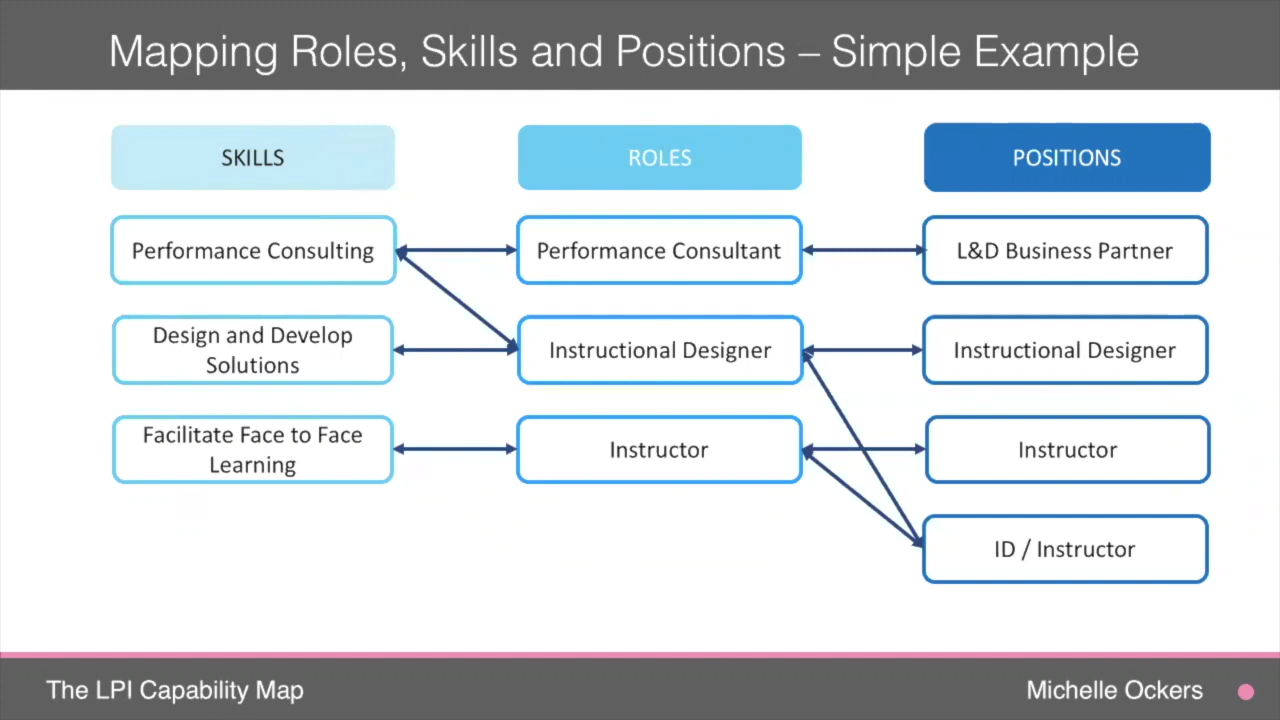 Mapping Roles, Skills and Positions – Simple Example
SKILLS
ROLES
POSITIONS
Performance Consulting
Performance Consultant
L&D Business Partner
Design and Develop
Solutions
Instructional Designer
Instructional Designer
Facilitate Face to Face
Learning
Instructor
Instructor
ID / Instructor
The LPI Capability Map
Michelle Ockers